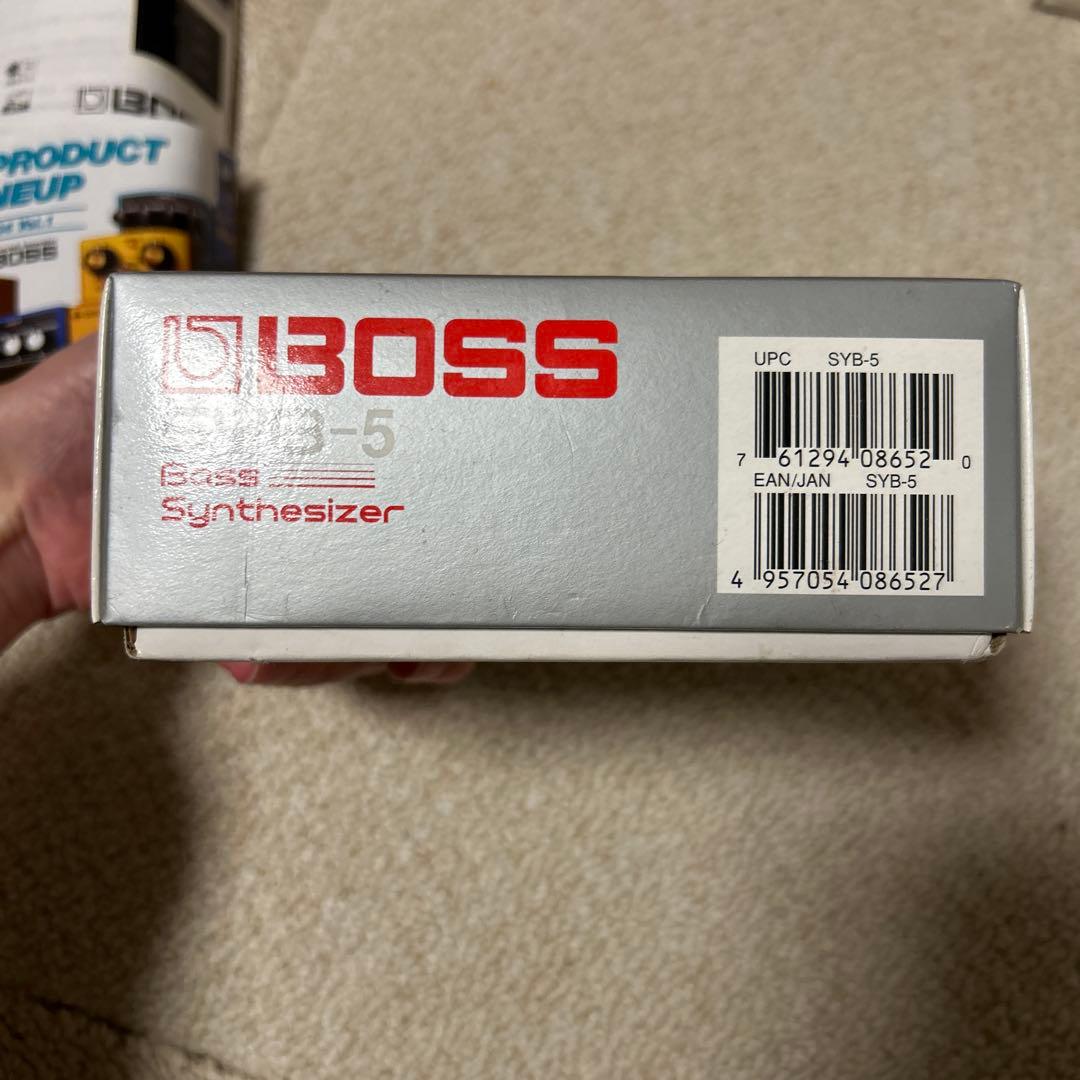 PRODUCT
BOSS
BOSS
B-5
Bass
Synthesizer
UPC SYB-5
7 61294 08652 0
EAN/JAN SYB-5
4 957054 086527